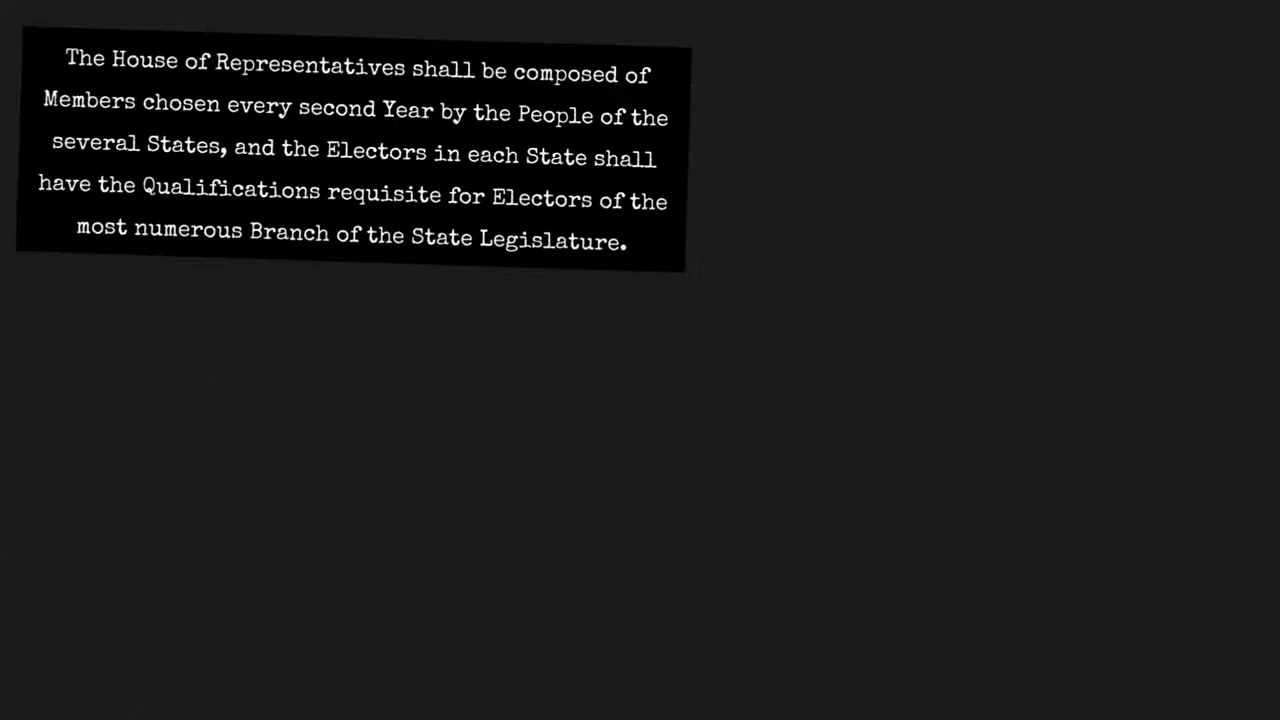 The House of Representatives shall be composed of
Members chosen every second Year by the People of the
several States, and the Electors in each State shall
have the Qualifications requisite for Electors of the
most numerous Branch of the State Legislature.